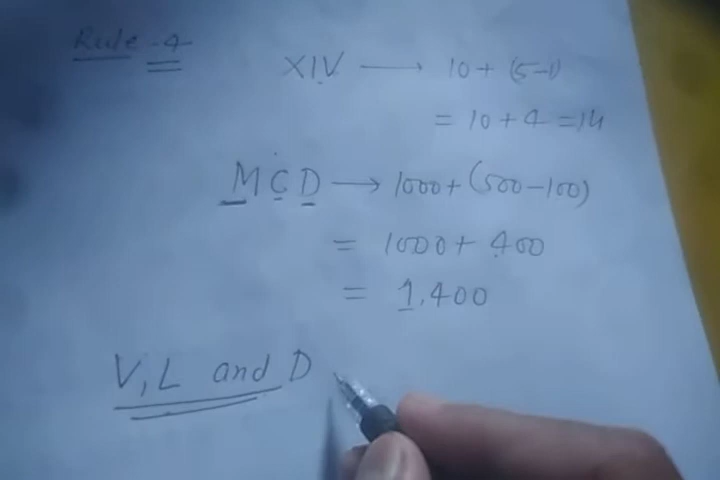 Rule-4
XIV → 10+(5-1)
= 10+4=14
MCD → 1000+(500-100)
= 1000+400
= 1,400
V,L and D